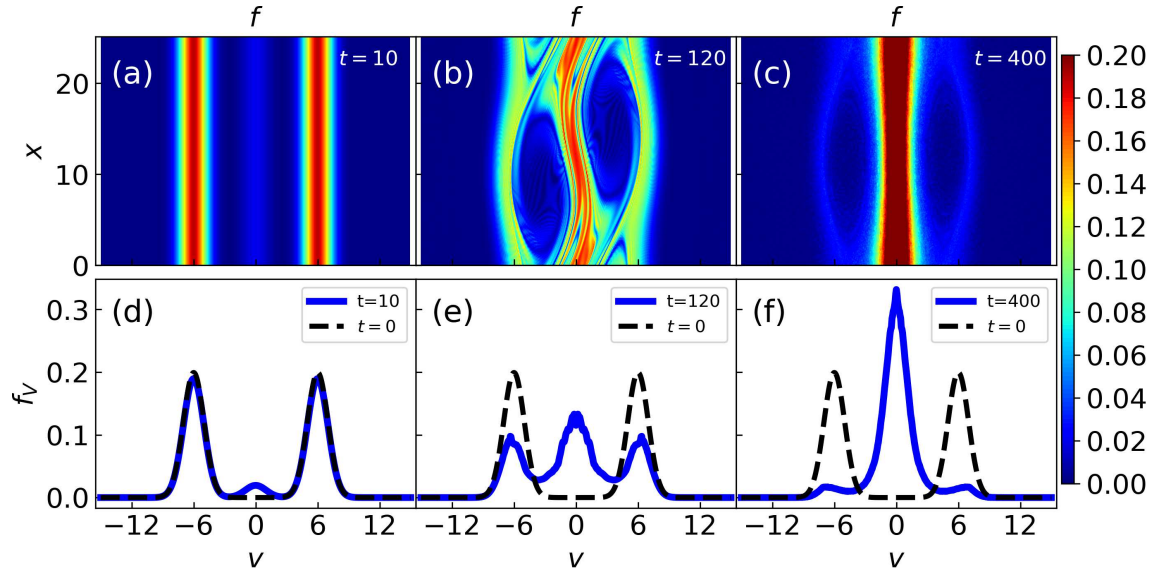 f f f
(a) t = 10 (b) t = 120 (c) t = 400
x
20
10
0
0.20
0.18
0.16
0.14
0.12
0.10
0.08
0.06
0.04
0.02
0.00
(d) t=10
t = 0
(e) t=120
t = 0
(f) t=400
t = 0
f_V
0.3
0.2
0.1
0.0
−12 −6 0 6 12 −12 −6 0 6 12 −12 −6 0 6 12
v v v